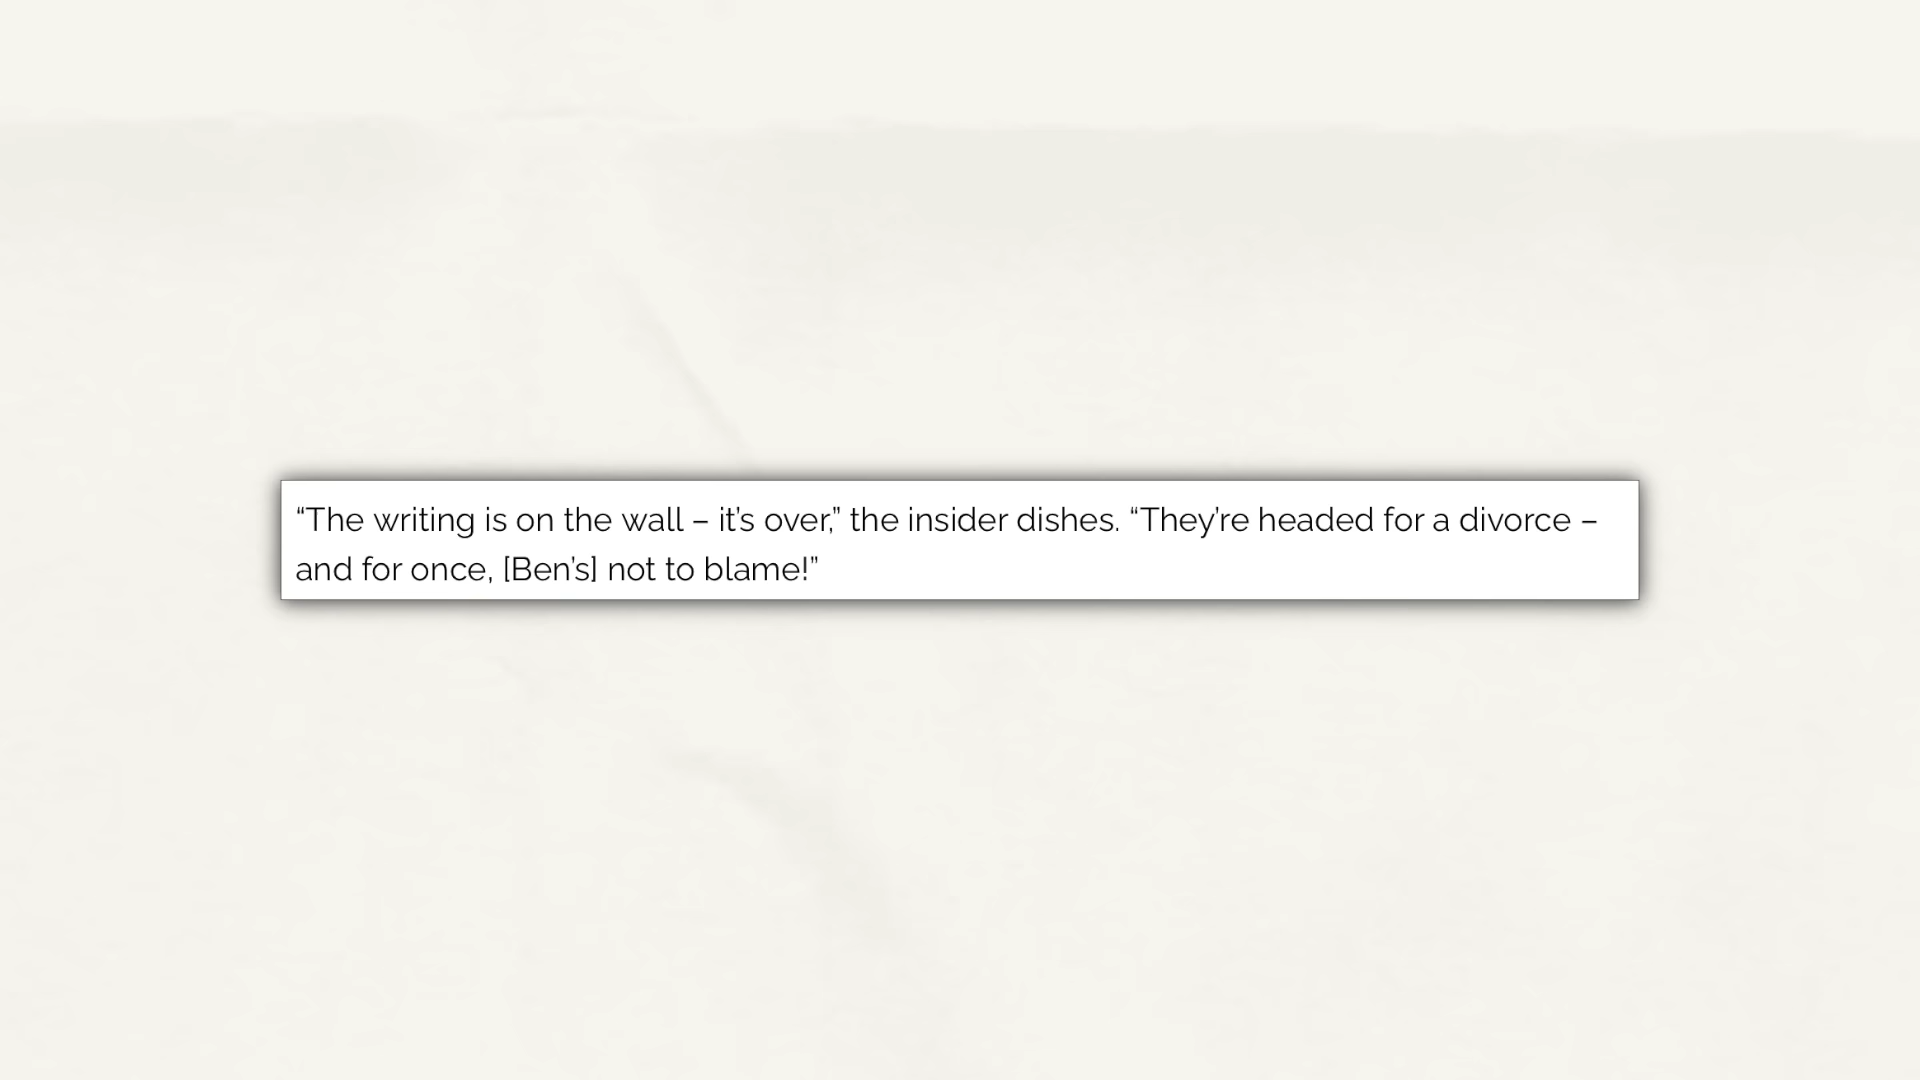 “The writing is on the wall – it’s over,” the insider dishes. “They’re headed for a divorce –
and for once, [Ben’s] not to blame!”